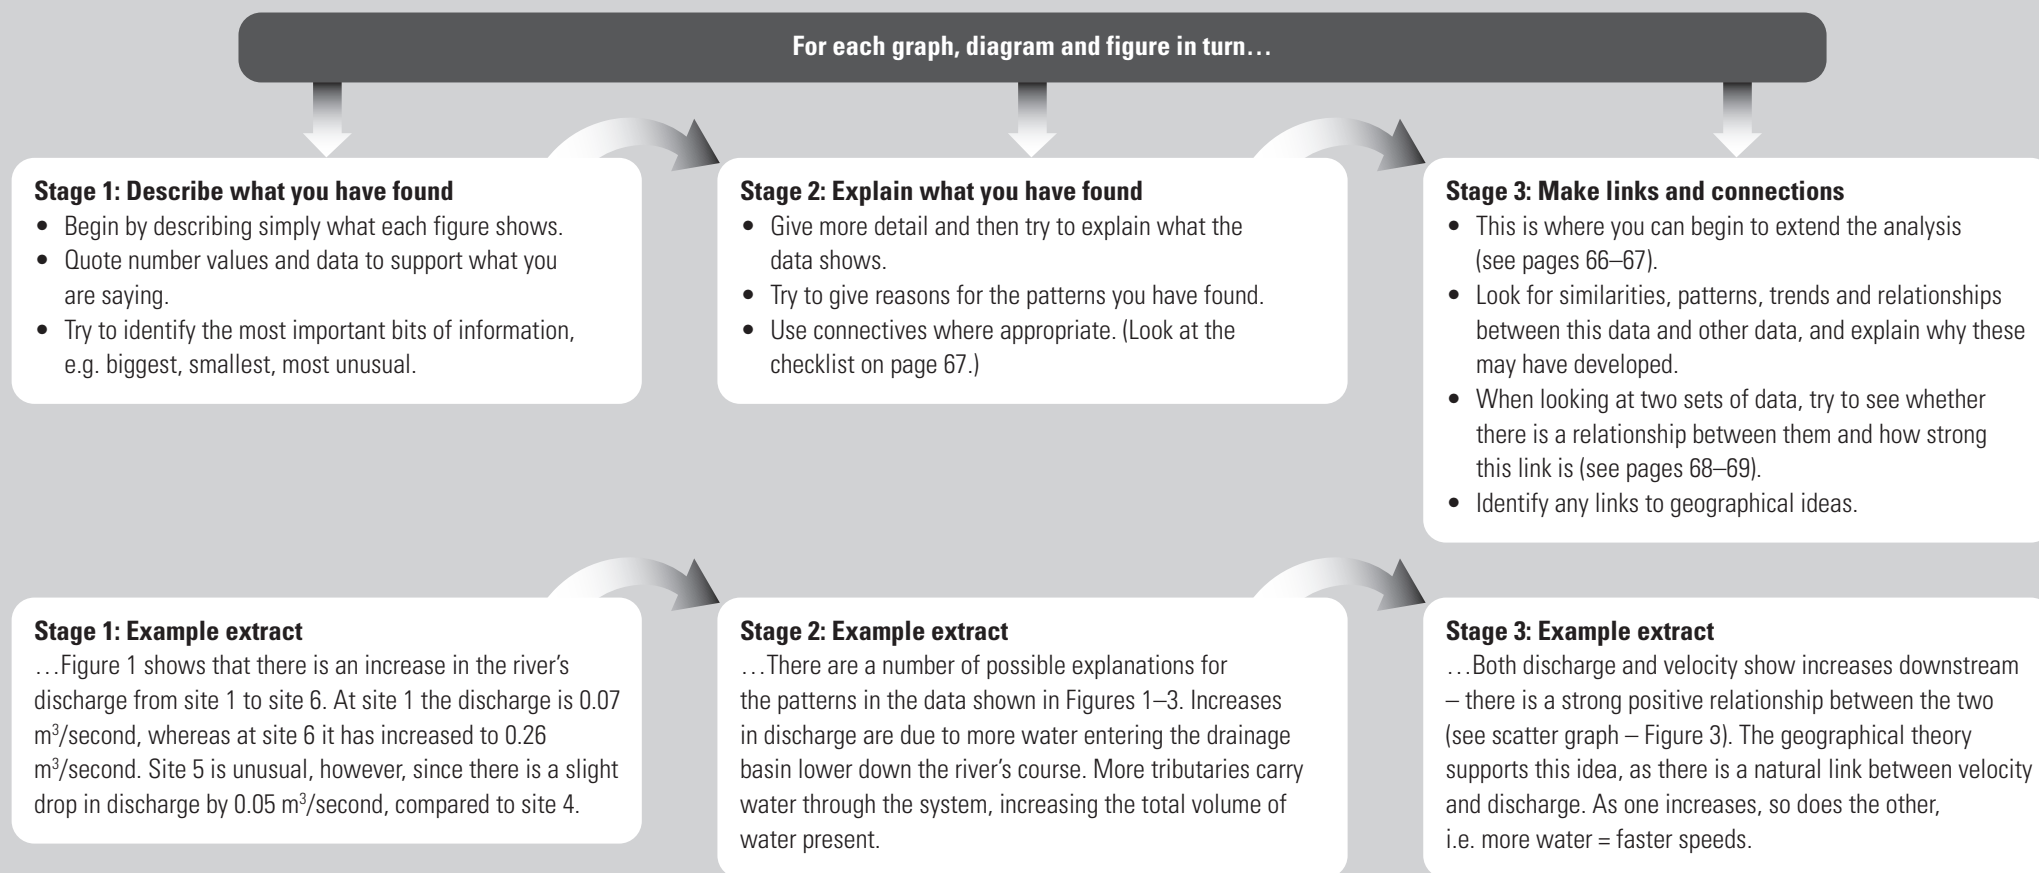 For each graph, diagram and figure in turn…
Stage 1: Describe what you have found
• Begin by describing simply what each figure shows.
• Quote number values and data to support what you
are saying.
• Try to identify the most important bits of information,
e.g. biggest, smallest, most unusual.
Stage 2: Explain what you have found
• Give more detail and then try to explain what the
data shows.
• Try to give reasons for the patterns you have found.
• Use connectives where appropriate. (Look at the
checklist on page 67.)
Stage 3: Make links and connections
• This is where you can begin to extend the analysis
(see pages 66–67).
• Look for similarities, patterns, trends and relationships
between this data and other data, and explain why these
may have developed.
• When looking at two sets of data, try to see whether
there is a relationship between them and how strong
this link is (see pages 68–69).
• Identify any links to geographical ideas.
Stage 1: Example extract
…Figure 1 shows that there is an increase in the river’s
discharge from site 1 to site 6. At site 1 the discharge is 0.07
m³/second, whereas at site 6 it has increased to 0.26
m³/second. Site 5 is unusual, however, since there is a slight
drop in discharge by 0.05 m³/second, compared to site 4.
Stage 2: Example extract
…There are a number of possible explanations for
the patterns in the data shown in Figures 1–3. Increases
in discharge are due to more water entering the drainage
basin lower down the river’s course. More tributaries carry
water through the system, increasing the total volume of
water present.
Stage 3: Example extract
…Both discharge and velocity show increases downstream
– there is a strong positive relationship between the two
(see scatter graph – Figure 3). The geographical theory
supports this idea, as there is a natural link between velocity
and discharge. As one increases, so does the other,
i.e. more water = faster speeds.